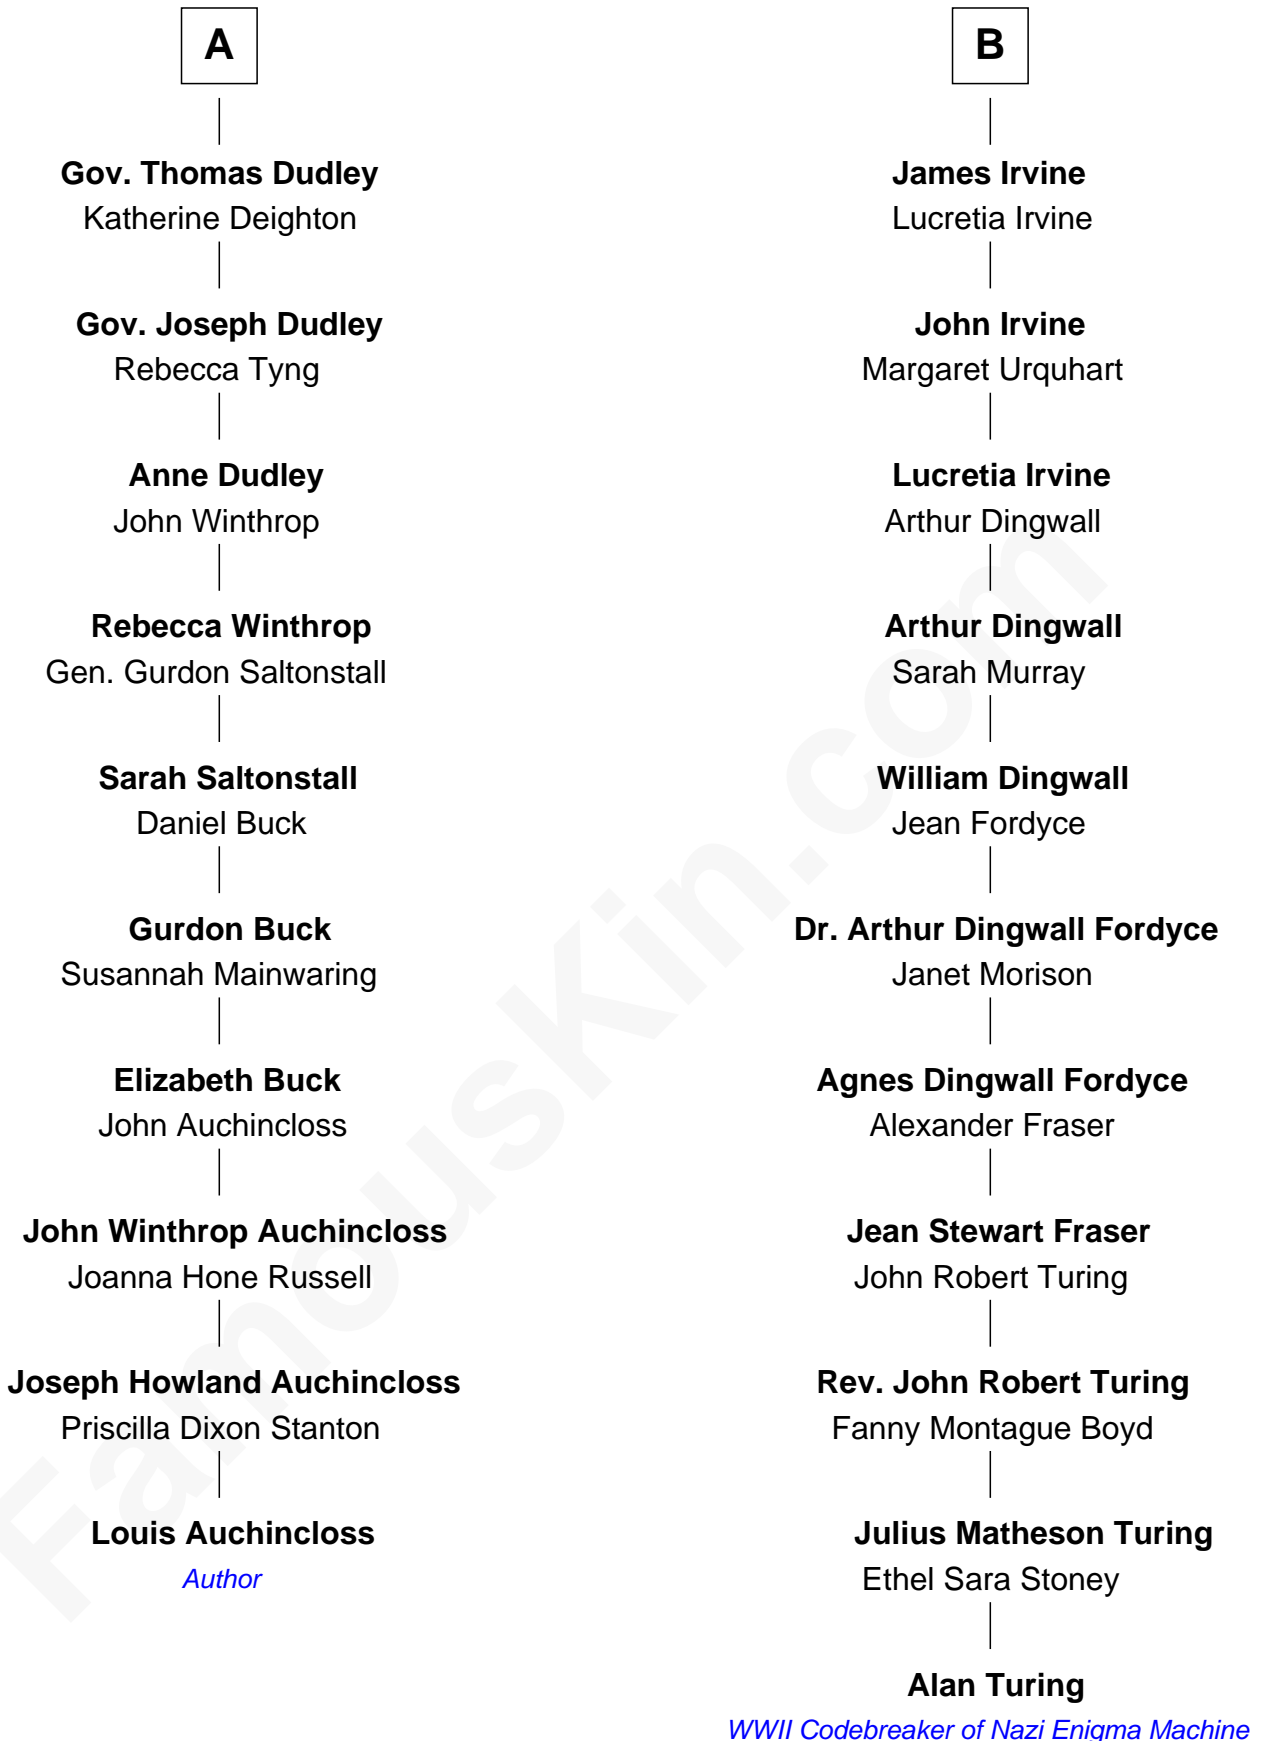 A
Gov. Thomas Dudley
Katherine Deighton
Gov. Joseph Dudley
Rebecca Tyng
Anne Dudley
John Winthrop
Rebecca Winthrop
Gen. Gurdon Saltonstall
Sarah Saltonstall
Daniel Buck
Gurdon Buck
Susannah Mainwaring
Elizabeth Buck
John Auchincloss
John Winthrop Auchincloss
Joanna Hone Russell
Joseph Howland Auchincloss
Priscilla Dixon Stanton
Louis Auchincloss
Author
B
James Irvine
Lucretia Irvine
John Irvine
Margaret Urquhart
Lucretia Irvine
Arthur Dingwall
Arthur Dingwall
Sarah Murray
William Dingwall
Jean Fordyce
Dr. Arthur Dingwall Fordyce
Janet Morison
Agnes Dingwall Fordyce
Alexander Fraser
Jean Stewart Fraser
John Robert Turing
Rev. John Robert Turing
Fanny Montague Boyd
Julius Matheson Turing
Ethel Sara Stoney
Alan Turing
WWII Codebreaker of Nazi Enigma Machine
FamousKin.com